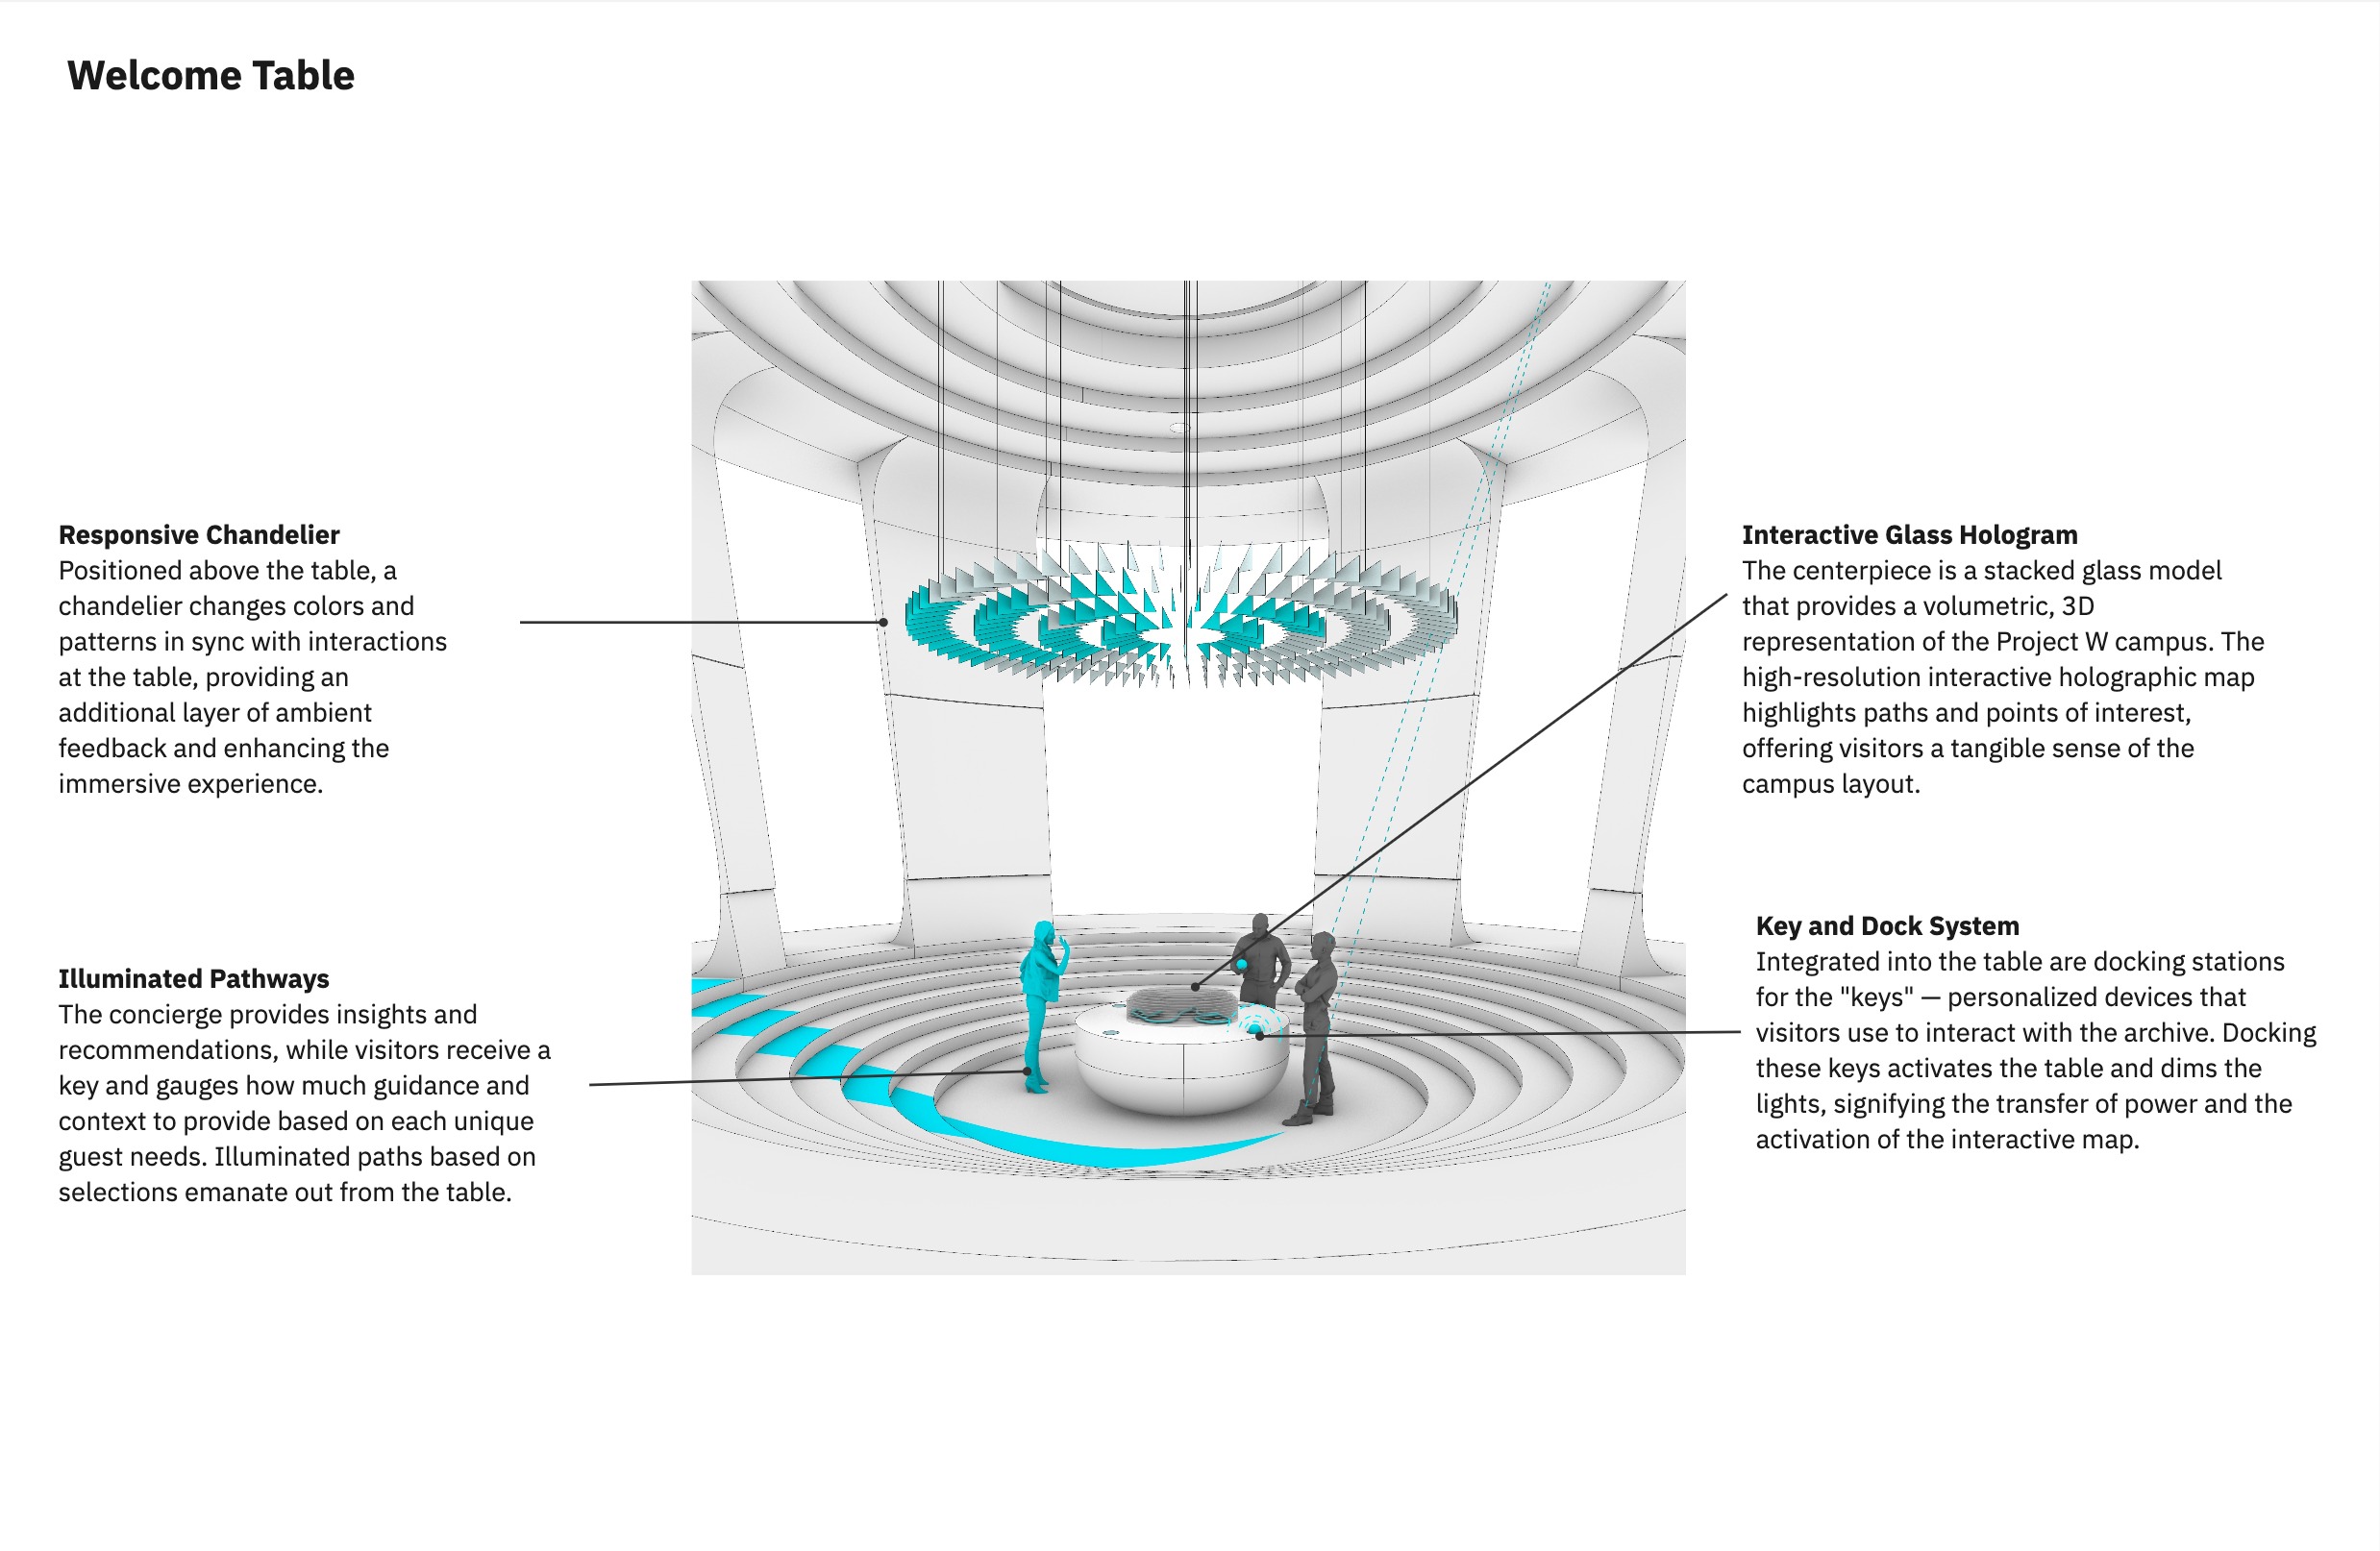 Welcome Table
Responsive Chandelier
Positioned above the table, a
chandelier changes colors and
patterns in sync with interactions
at the table, providing an
additional layer of ambient
feedback and enhancing the
immersive experience.
Illuminated Pathways
The concierge provides insights and
recommendations, while visitors receive a
key and gauges how much guidance and
context to provide based on each unique
guest needs. Illuminated paths based on
selections emanate out from the table.
Interactive Glass Hologram
The centerpiece is a stacked glass model
that provides a volumetric, 3D
representation of the Project W campus. The
high-resolution interactive holographic map
highlights paths and points of interest,
offering visitors a tangible sense of the
campus layout.
Key and Dock System
Integrated into the table are docking stations
for the "keys" — personalized devices that
visitors use to interact with the archive. Docking
these keys activates the table and dims the
lights, signifying the transfer of power and the
activation of the interactive map.